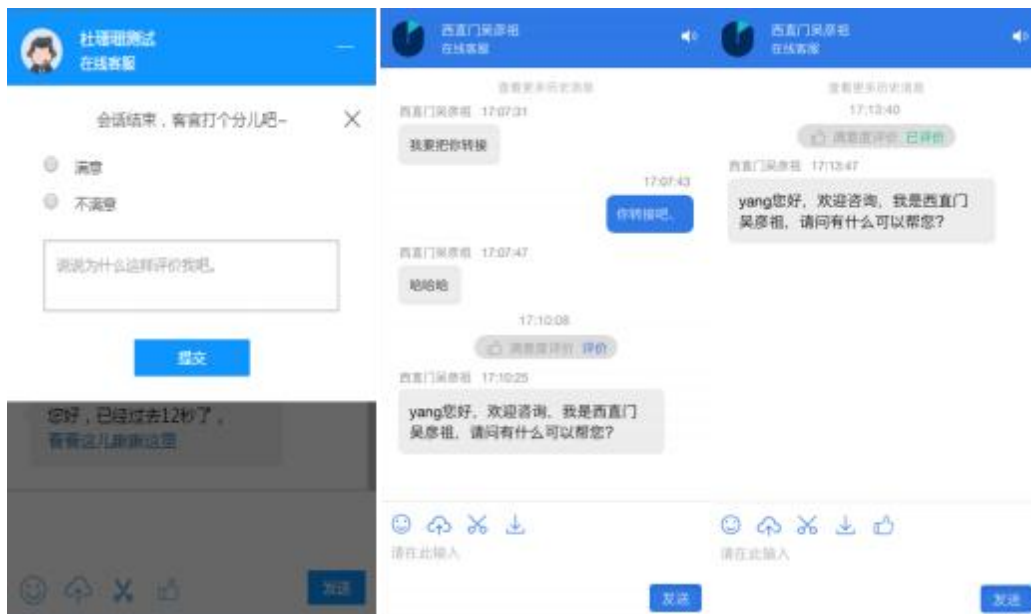 杜珊珊测试
在线客服
会话结束，客官打个分儿吧~
满意
不满意
说说为什么这样评价我吧。
提交
您好，已经过去12秒了，
发送
西直门吴彦祖
在线客服
查看更多历史消息
西直门吴彦祖 17:07:31
我要把你转接
17:07:43
你转接吧。
西直门吴彦祖 17:07:47
哈哈哈
17:10:08
满意度评价 评价
西直门吴彦祖 17:10:25
yang您好，欢迎咨询，我是西直门
吴彦祖，请问有什么可以帮您？
请在此输入
发送
西直门吴彦祖
在线客服
查看更多历史消息
17:13:40
满意度评价 已评价
西直门吴彦祖 17:13:47
yang您好，欢迎咨询，我是西直门
吴彦祖，请问有什么可以帮您？
请在此输入
发送